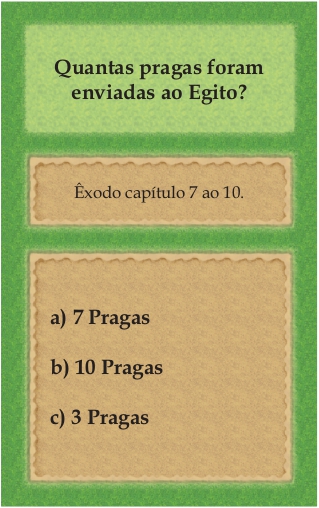 Quantas pragas foram
enviadas ao Egito?
Êxodo capítulo 7 ao 10.
a) 7 Pragas
b) 10 Pragas
c) 3 Pragas